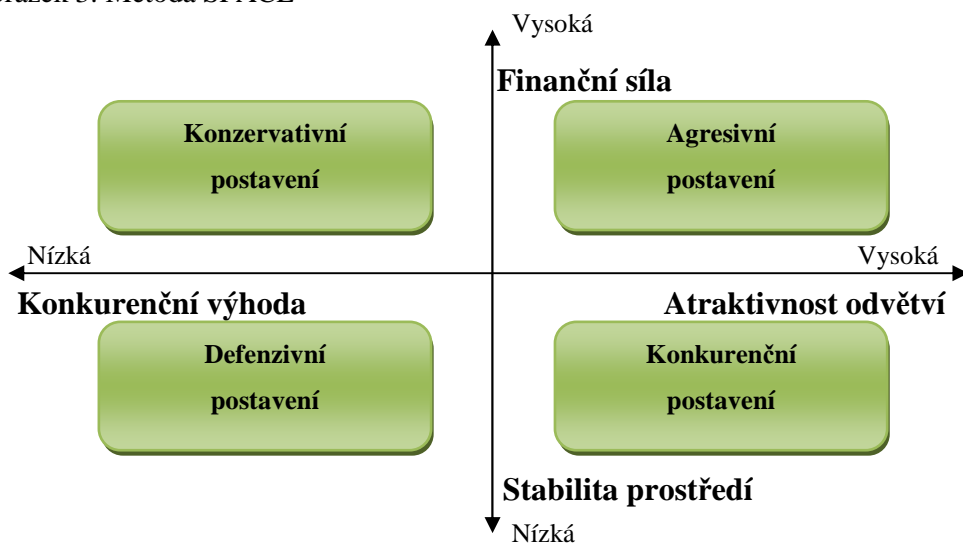 Vysoká
Finanční síla
Konzervativní
postavení
Agresivní
postavení
Nízká
Vysoká
Konkurenční výhoda
Atraktivnost odvětví
Defenzivní
postavení
Konkurenční
postavení
Stabilita prostředí
Nízká